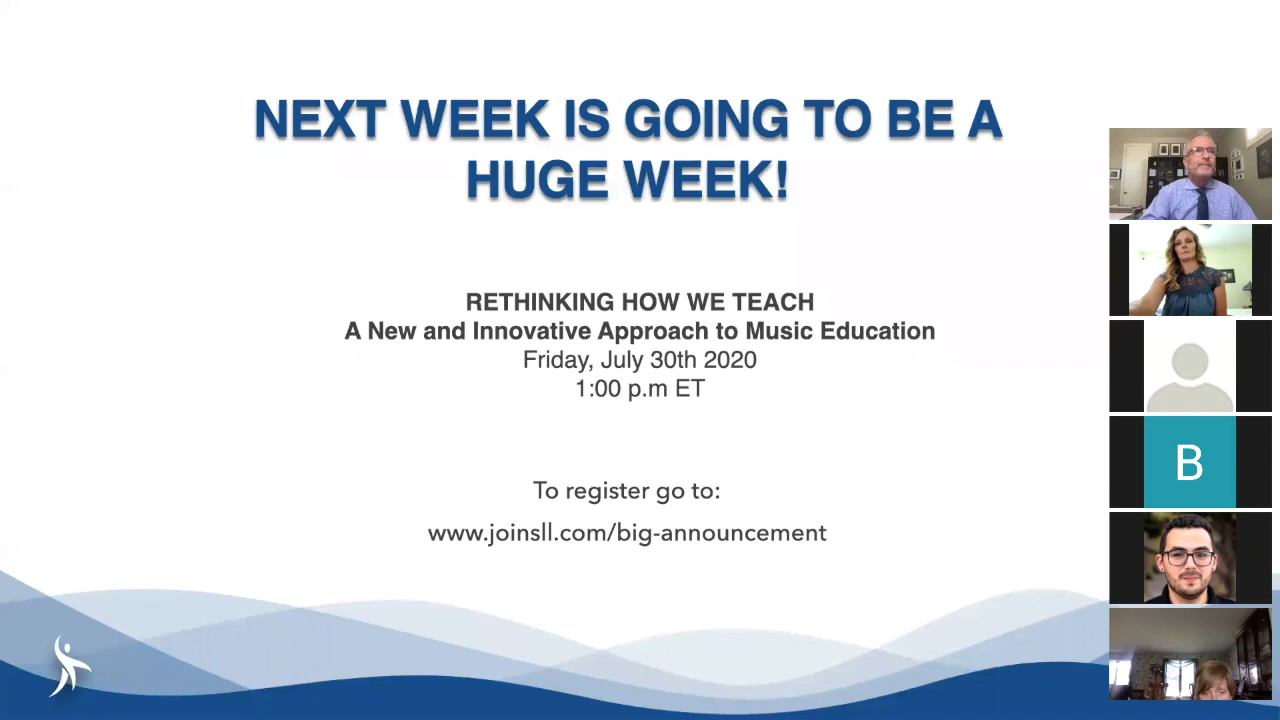 NEXT WEEK IS GOING TO BE A
HUGE WEEK!
RETHINKING HOW WE TEACH
A New and Innovative Approach to Music Education
Friday, July 30th 2020
1:00 p.m ET
To register go to:
www.joinsll.com/big-announcement
B